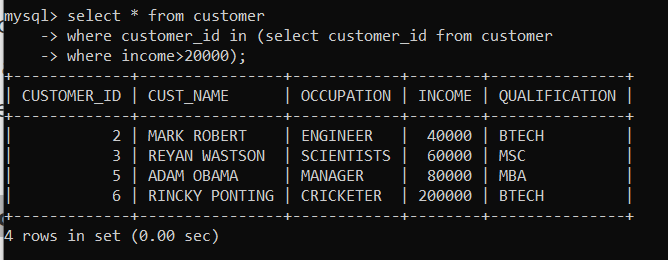 mysql> select * from customer
    -> where customer_id in (select customer_id from customer
    -> where income>20000);
+-------------+----------------+------------+--------+---------------+
| CUSTOMER_ID | CUST_NAME      | OCCUPATION | INCOME | QUALIFICATION |
+-------------+----------------+------------+--------+---------------+
|           2 | MARK ROBERT    | ENGINEER   |  40000 | BTECH         |
|           3 | REYAN WASTSON  | SCIENTISTS |  60000 | MSC           |
|           5 | ADAM OBAMA     | MANAGER    |  80000 | MBA           |
|           6 | RINCKY PONTING | CRICKETER  | 200000 | BTECH         |
+-------------+----------------+------------+--------+---------------+
4 rows in set (0.00 sec)